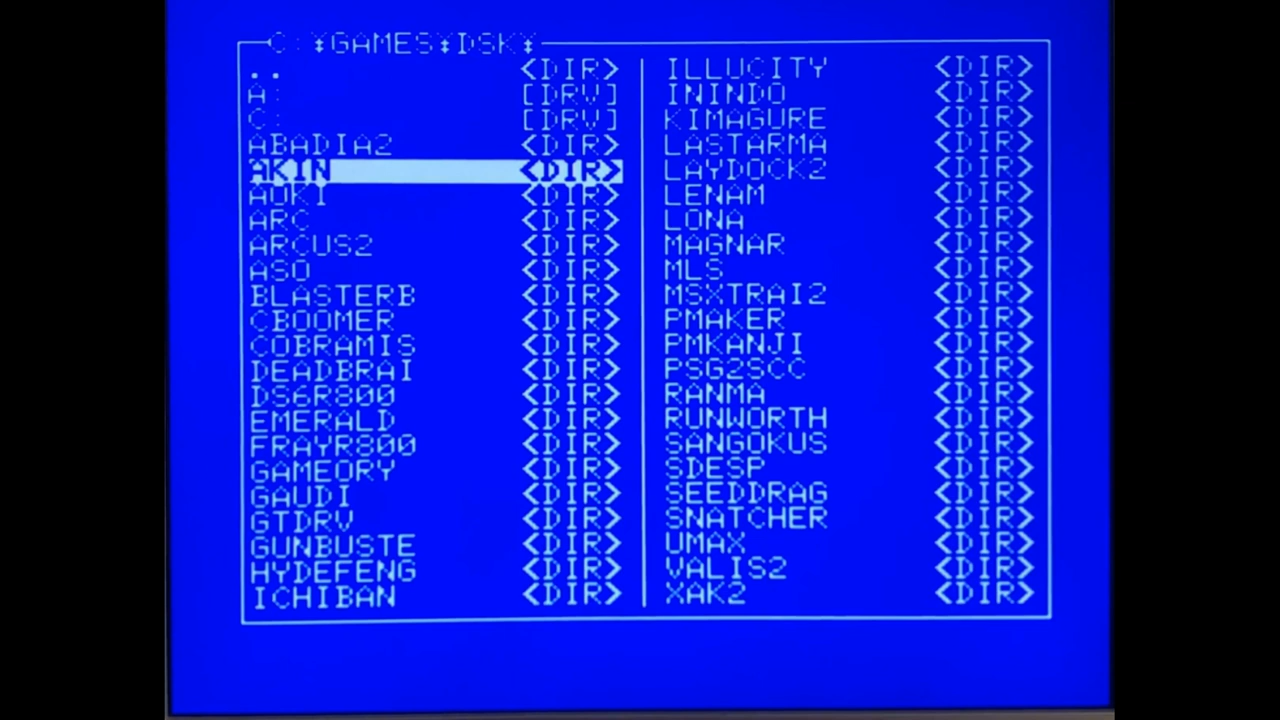 C:¥GAMES¥DSK¥
.. <DIR>
A: [DRV]
C: [DRV]
ABADIA2 <DIR>
AKIN <DIR>
AOKI <DIR>
ARC <DIR>
ARCUS2 <DIR>
ASO <DIR>
BLASTERB <DIR>
CBOOMER <DIR>
COBRAMIS <DIR>
DEADBRAI <DIR>
DS6R800 <DIR>
EMERALD <DIR>
FRAYR800 <DIR>
GAMEORY <DIR>
GAUDI <DIR>
GTDRV <DIR>
GUNBUSTE <DIR>
HYDEFENG <DIR>
ICHIBAN <DIR>
ILLUCITY <DIR>
ININDO <DIR>
KIMAGURE <DIR>
LASTARMA <DIR>
LAYDOCK2 <DIR>
LENAM <DIR>
LONA <DIR>
MAGNAR <DIR>
MLS <DIR>
MSXTRAI2 <DIR>
PMAKER <DIR>
PMKANJI <DIR>
PSG2SCC <DIR>
RANMA <DIR>
RUNWORTH <DIR>
SANGOKUS <DIR>
SDESP <DIR>
SEEDDRAG <DIR>
SNATCHER <DIR>
UMAX <DIR>
VALIS2 <DIR>
XAK2 <DIR>